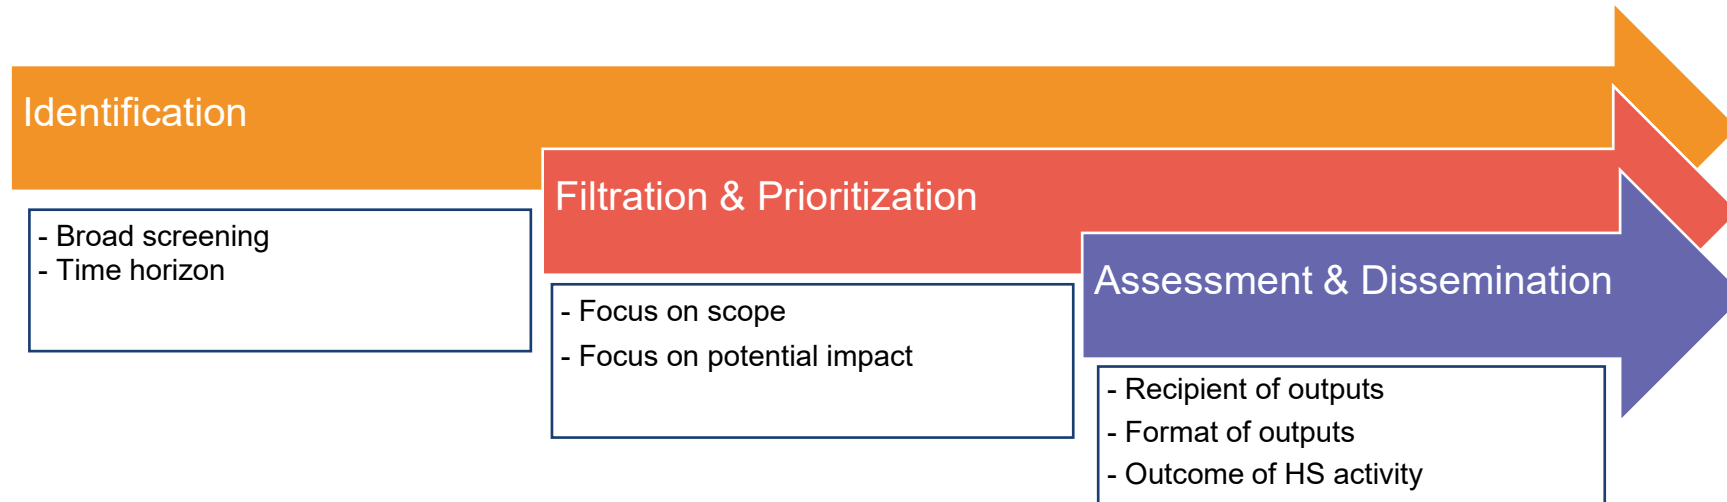 Identification
- Broad screening
- Time horizon
Filtration & Prioritization
- Focus on scope
- Focus on potential impact
Assessment & Dissemination
- Recipient of outputs
- Format of outputs
- Outcome of HS activity